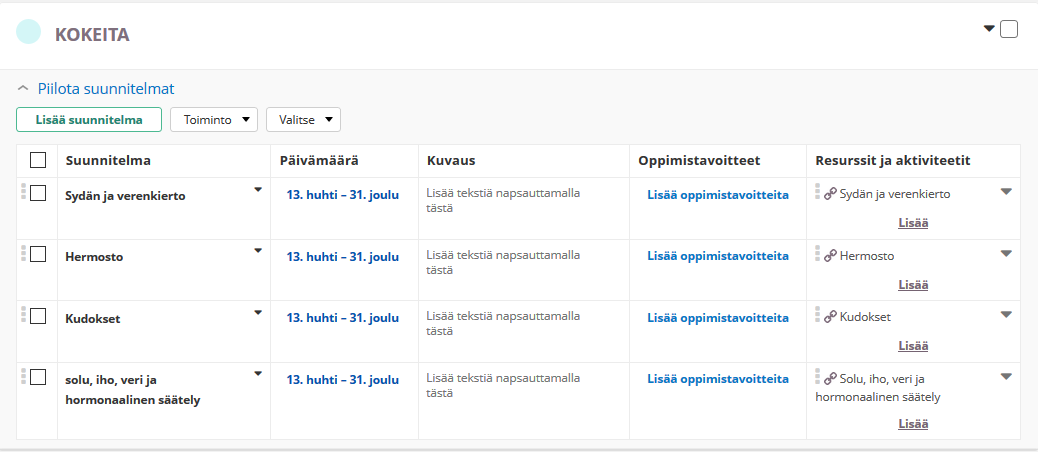 KOKEITA
Piilota suunnitelmat
Lisää suunnitelma Toiminto Valitse
Suunnitelma Päivämäärä Kuvaus Oppimistavoitteet Resurssit ja aktiviteetit
Sydän ja verenkierto 13. huhti – 31. joulu Lisää tekstiä napsauttamalla Lisää oppimistavoitteita Sydän ja verenkierto
tästä
Lisää
Hermosto 13. huhti – 31. joulu Lisää tekstiä napsauttamalla Lisää oppimistavoitteita Hermosto
tästä
Lisää
Kudokset 13. huhti – 31. joulu Lisää tekstiä napsauttamalla Lisää oppimistavoitteita Kudokset
tästä
Lisää
solu, iho, veri ja 13. huhti – 31. joulu Lisää tekstiä napsauttamalla Lisää oppimistavoitteita Solu, iho, veri ja
hormonaalinen säätely tästä hormonaalinen säätely
Lisää